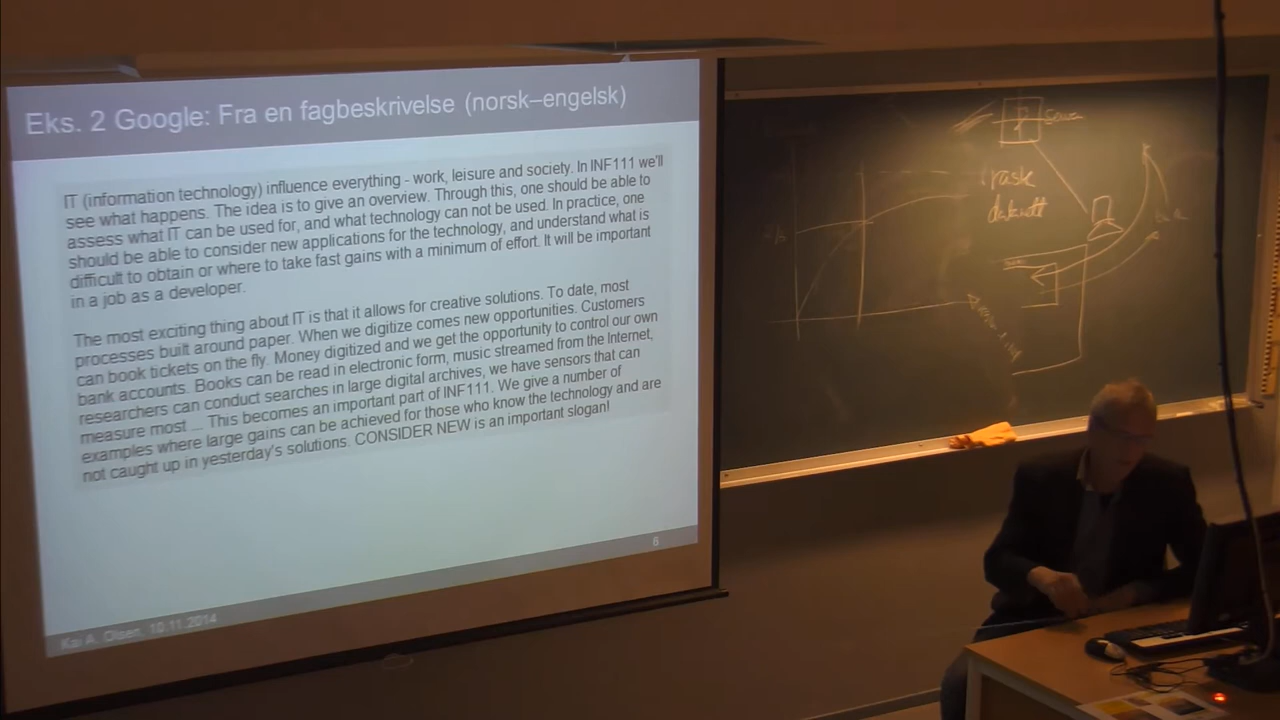 Eks. 2 Google: Fra en fagbeskrivelse (norsk–engelsk)
IT (information technology) influence everything - work, leisure and society. In INF111 we'll
see what happens. The idea is to give an overview. Through this, one should be able to
assess what IT can be used for, and what technology can not be used. In practice, one
should be able to consider new applications for the technology, and understand what is
difficult to obtain or where to take fast gains with a minimum of effort. It will be important
in a job as a developer.
The most exciting thing about IT is that it allows for creative solutions. To date, most
processes built around paper. When we digitize comes new opportunities. Customers
can book tickets on the fly. Money digitized and we get the opportunity to control our own
bank accounts. Books can be read in electronic form, music streamed from the Internet,
researchers can conduct searches in large digital archives, we have sensors that can
measure most ... This becomes an important part of INF111. We give a number of
examples where large gains can be achieved for those who know the technology and are
not caught up in yesterday's solutions. CONSIDER NEW is an important slogan!
6
Kai A. Olsen, 10.11.2014
rask